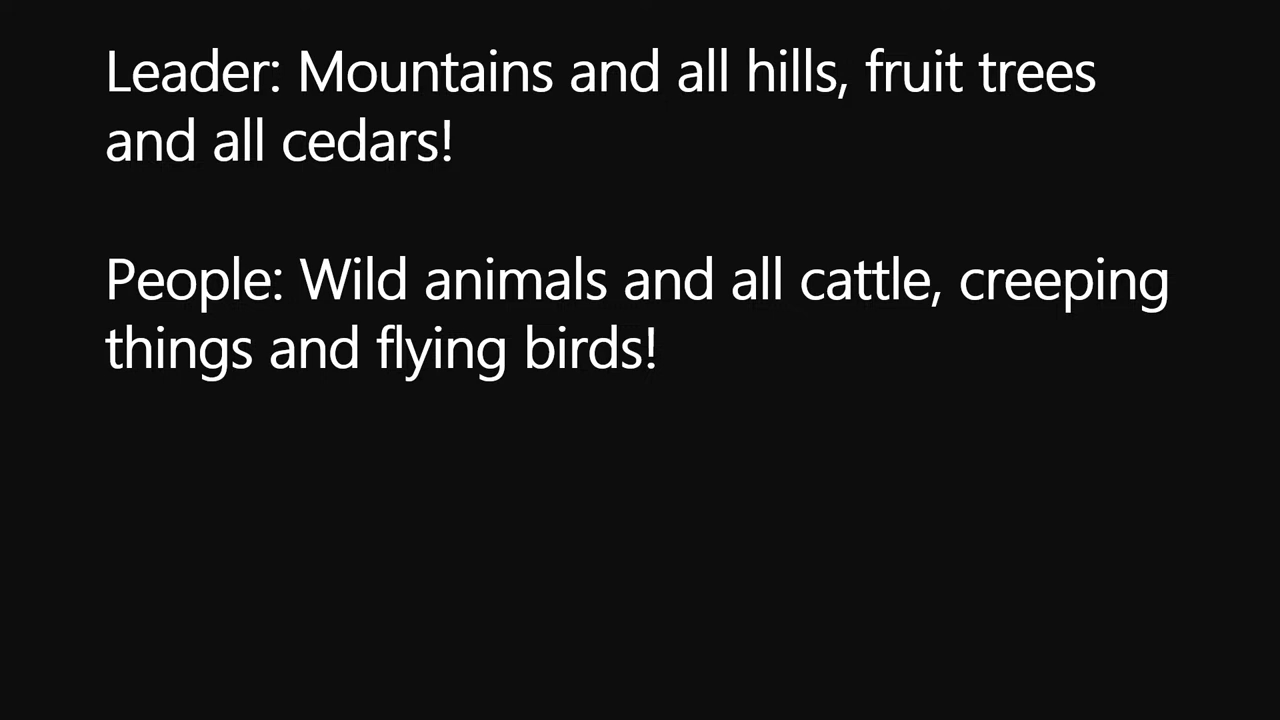 Leader: Mountains and all hills, fruit trees
and all cedars!
People: Wild animals and all cattle, creeping
things and flying birds!